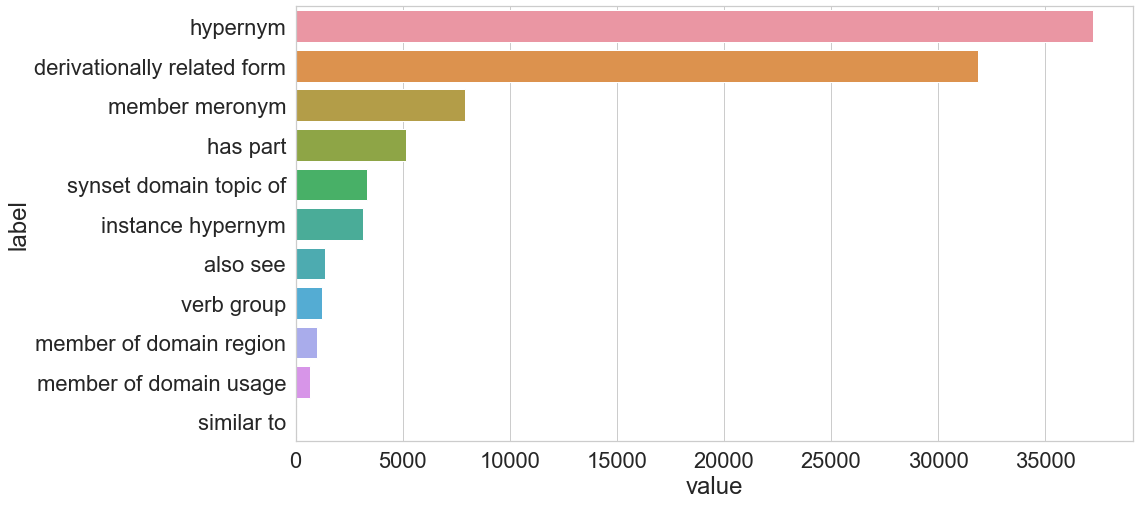 hypernym
derivationally related form
member meronym
has part
synset domain topic of
instance hypernym
also see
verb group
member of domain region
member of domain usage
similar to
label
0 5000 10000 15000 20000 25000 30000 35000
value